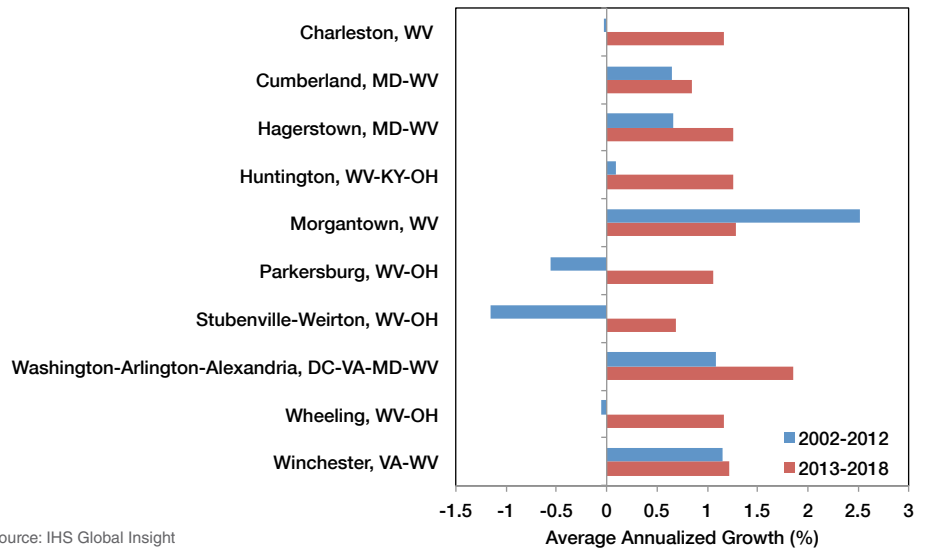 Charleston, WV
Cumberland, MD-WV
Hagerstown, MD-WV
Huntington, WV-KY-OH
Morgantown, WV
Parkersburg, WV-OH
Stubenville-Weirton, WV-OH
Washington-Arlington-Alexandria, DC-VA-MD-WV
Wheeling, WV-OH
Winchester, VA-WV
2002-2012
2013-2018
-1.5 -1 -0.5 0 0.5 1 1.5 2 2.5 3
Average Annualized Growth (%)
ource: IHS Global Insight